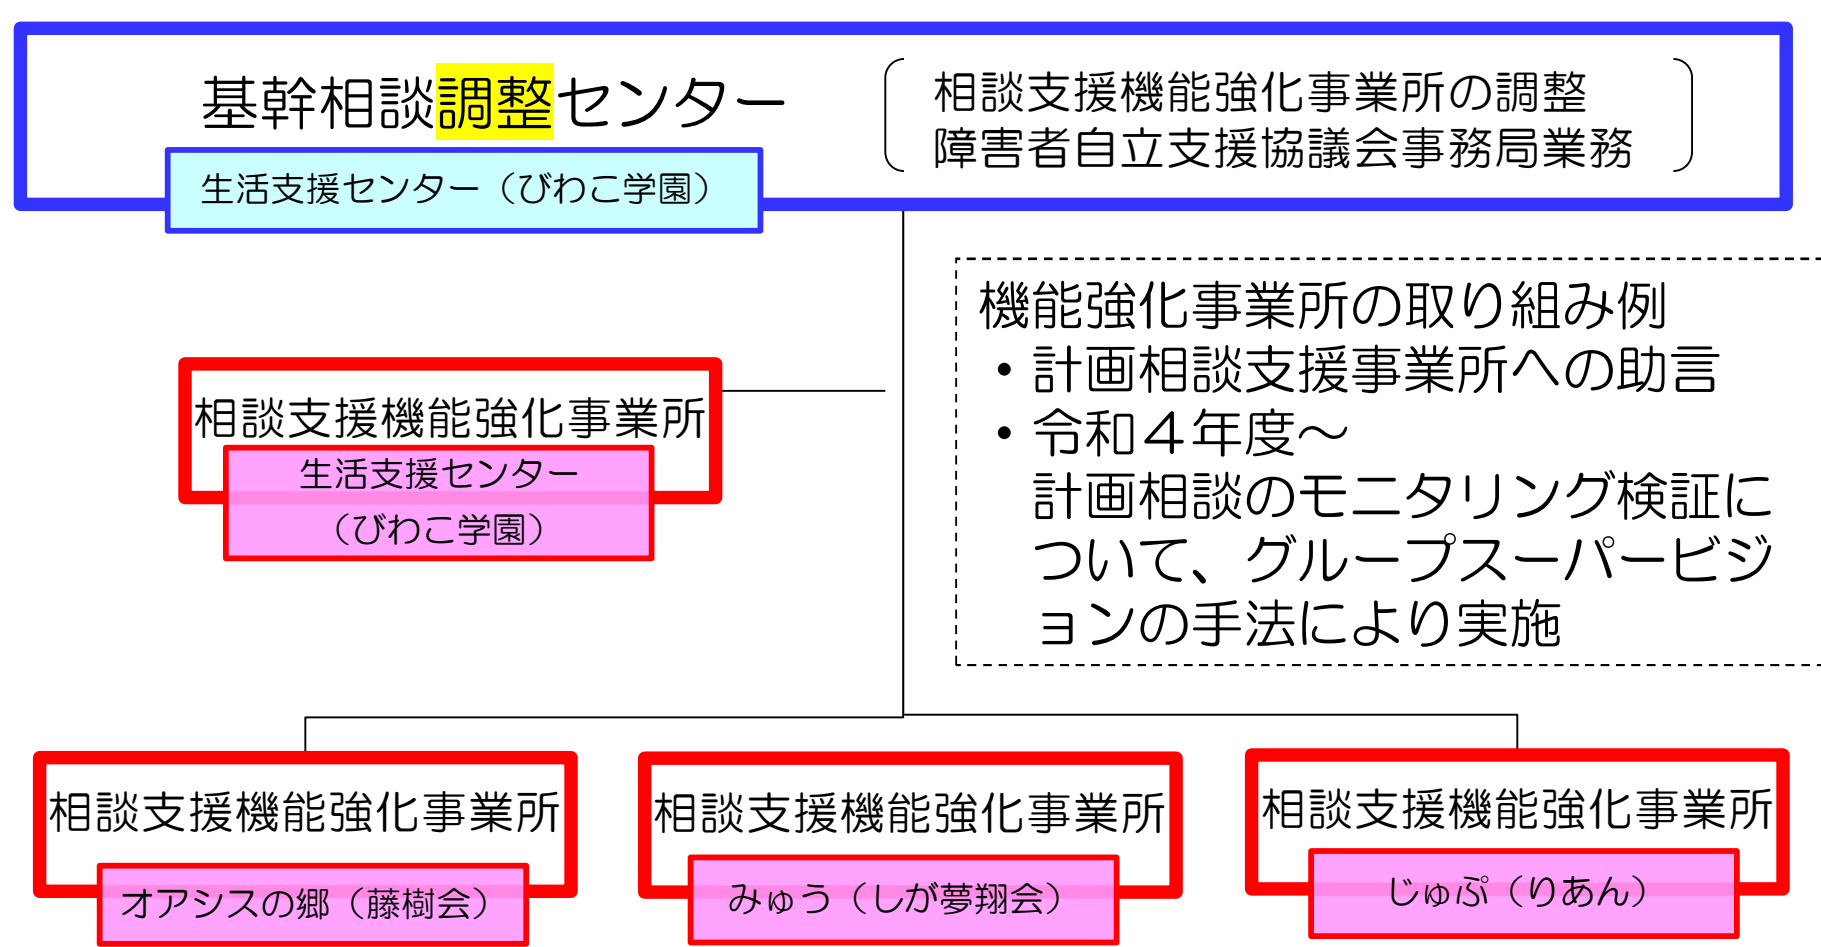 基幹相談調整センター
相談支援機能強化事業所の調整
障害者自立支援協議会事務局業務
生活支援センター（びわこ学園）
機能強化事業所の取り組み例
・計画相談支援事業所への助言
・令和４年度～
計画相談のモニタリング検証に
ついて、グループスーパービジ
ョンの手法により実施
相談支援機能強化事業所
生活支援センター
（びわこ学園）
相談支援機能強化事業所
オアシスの郷（藤樹会）
相談支援機能強化事業所
みゅう（しが夢翔会）
相談支援機能強化事業所
じゅぷ（りあん）